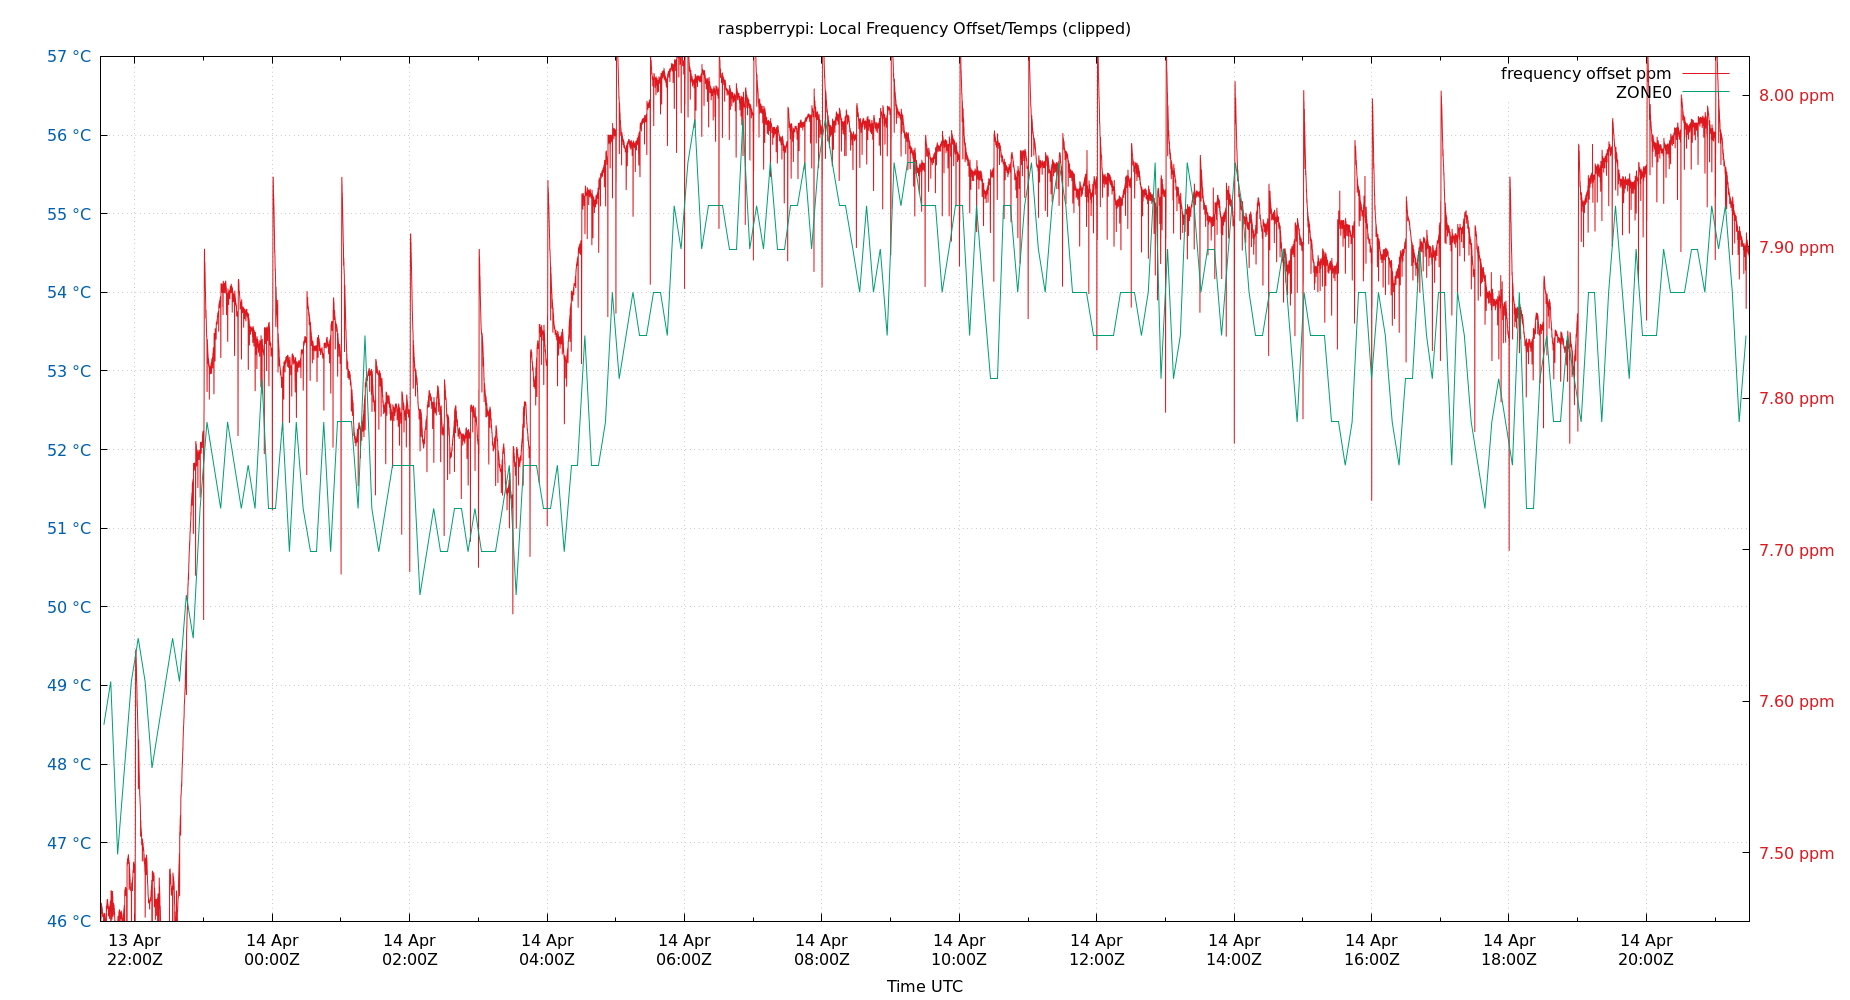 raspberrypi: Local Frequency Offset/Temps (clipped)
frequency offset ppm
ZONE0
57 °C
56 °C
55 °C
54 °C
53 °C
52 °C
51 °C
50 °C
49 °C
48 °C
47 °C
46 °C
8.00 ppm
7.90 ppm
7.80 ppm
7.70 ppm
7.60 ppm
7.50 ppm
13 Apr 14 Apr 14 Apr 14 Apr 14 Apr 14 Apr 14 Apr 14 Apr 14 Apr 14 Apr 14 Apr 14 Apr
22:00Z 00:00Z 02:00Z 04:00Z 06:00Z 08:00Z 10:00Z 12:00Z 14:00Z 16:00Z 18:00Z 20:00Z
Time UTC